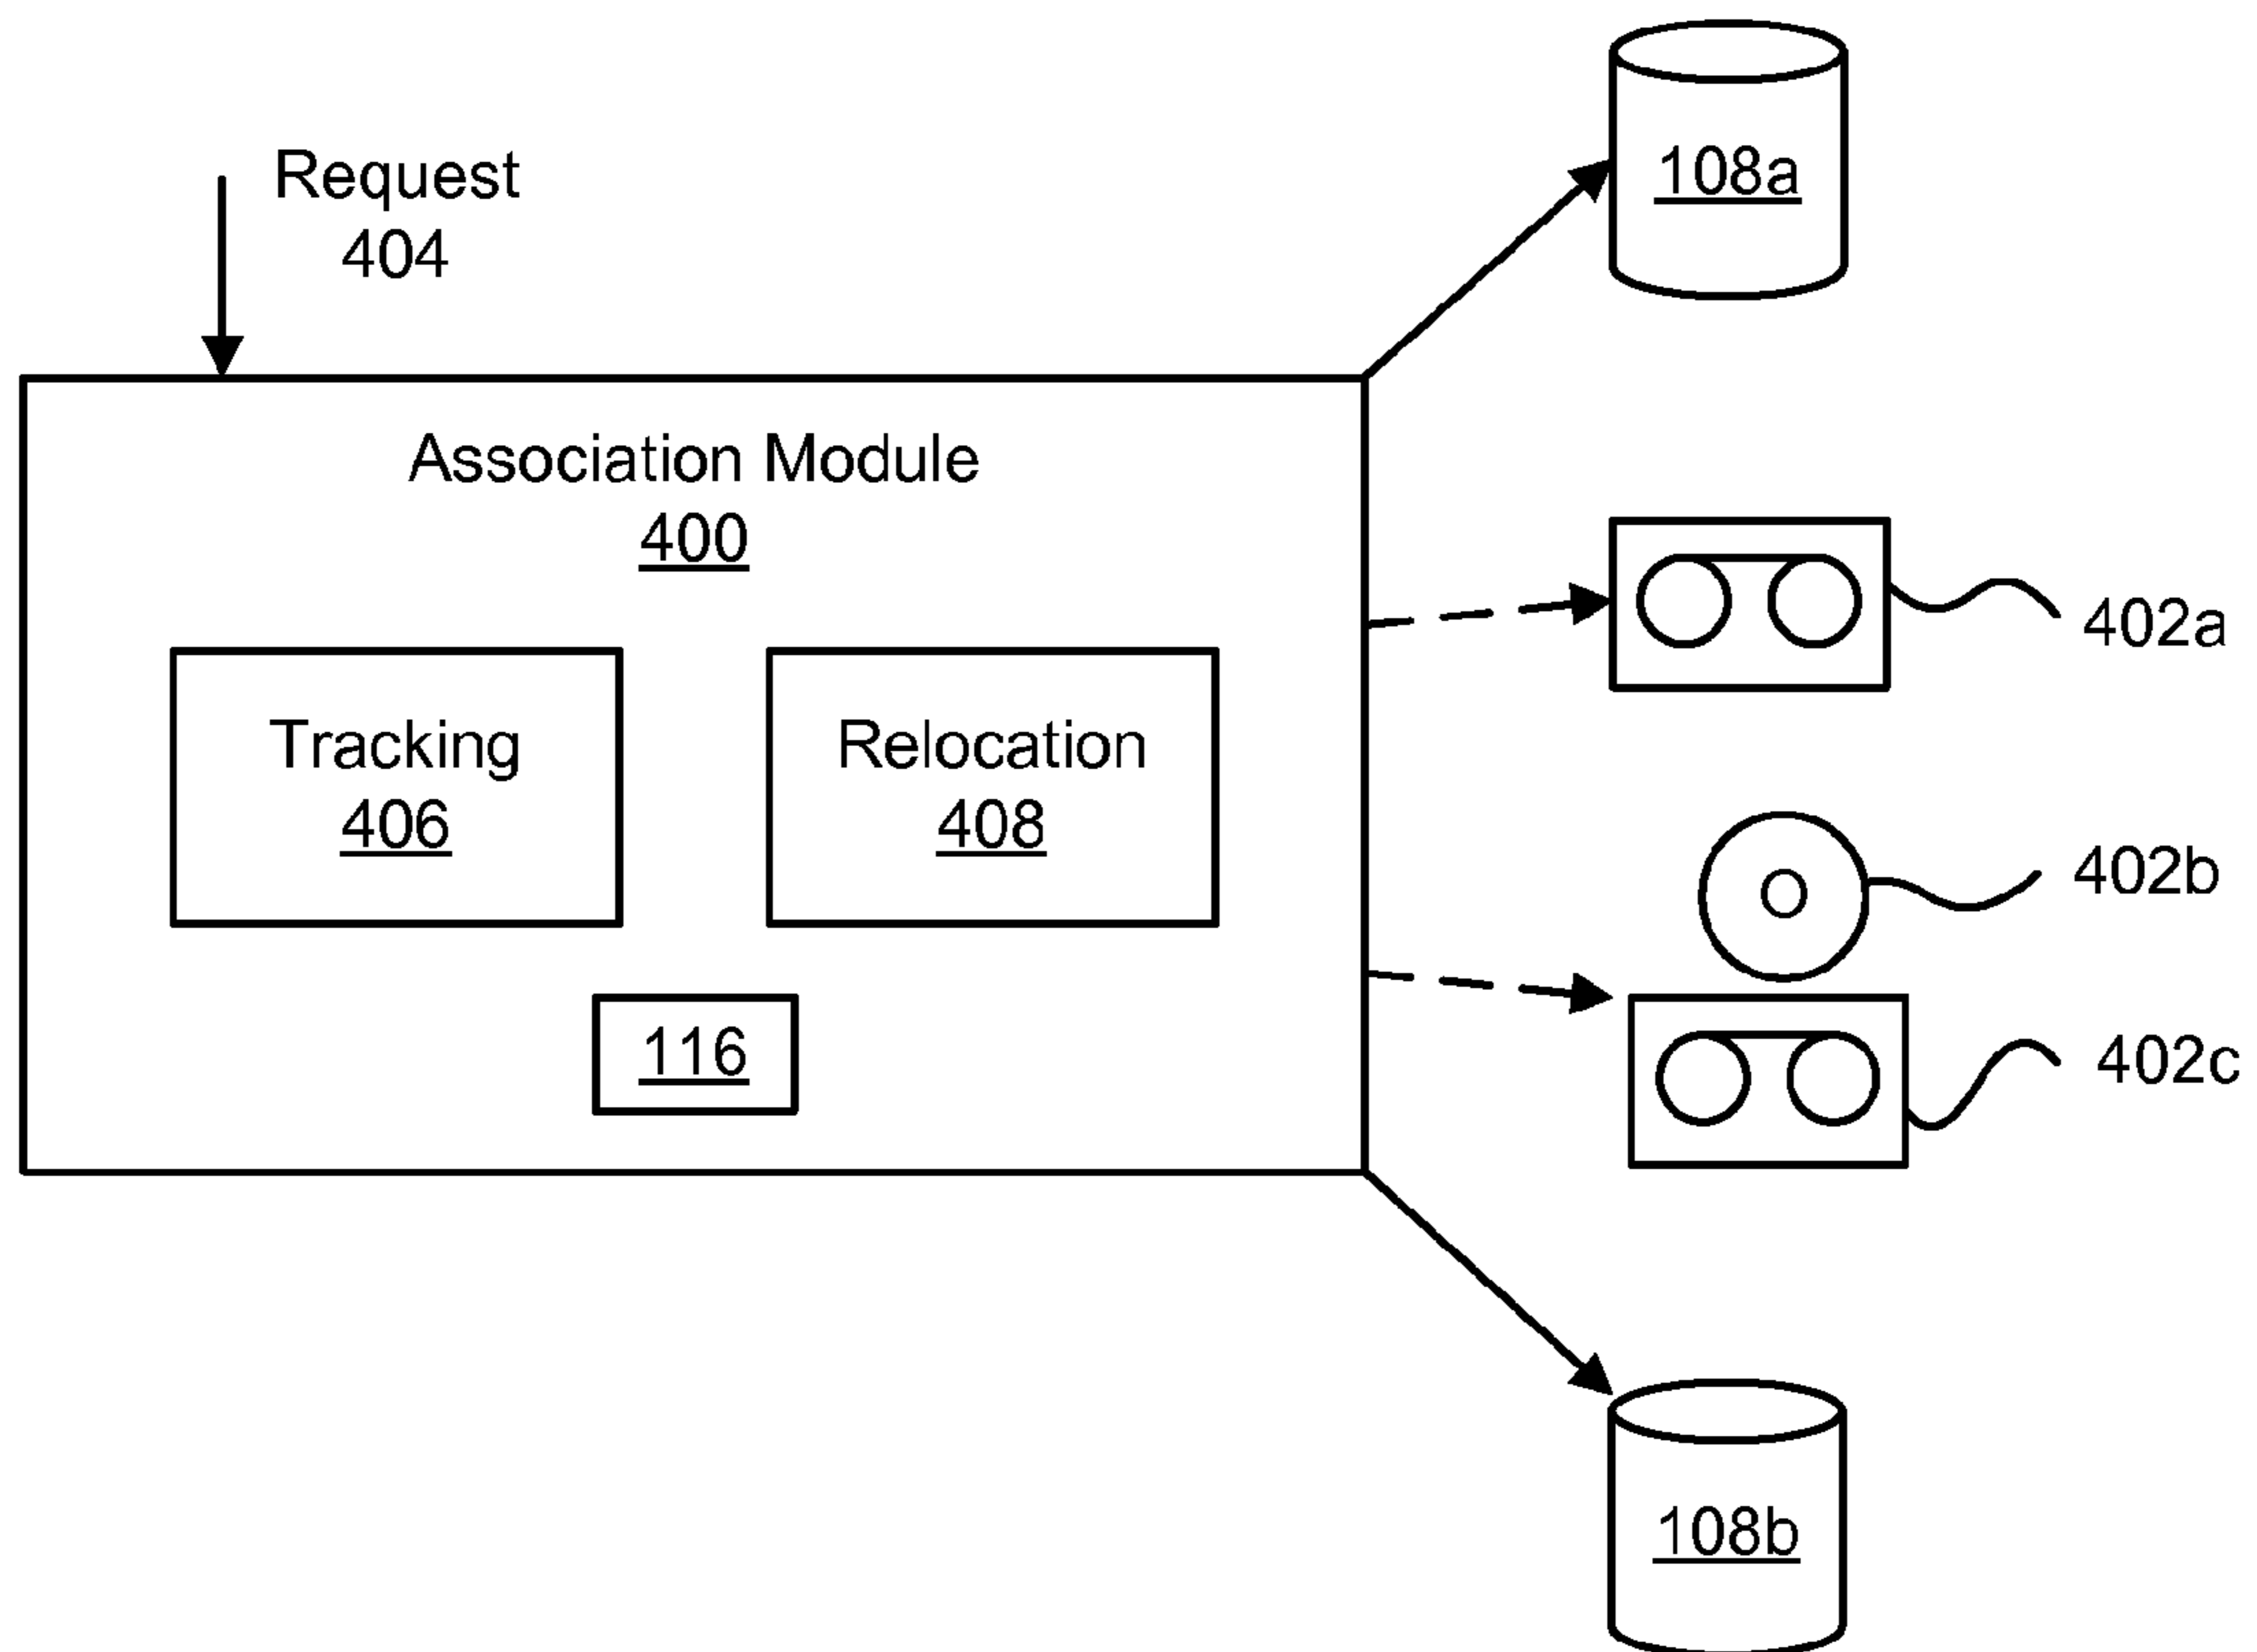 Request
404
108a
Association Module
400
402a
Tracking
406
Relocation
408
402b
116
402c
108b